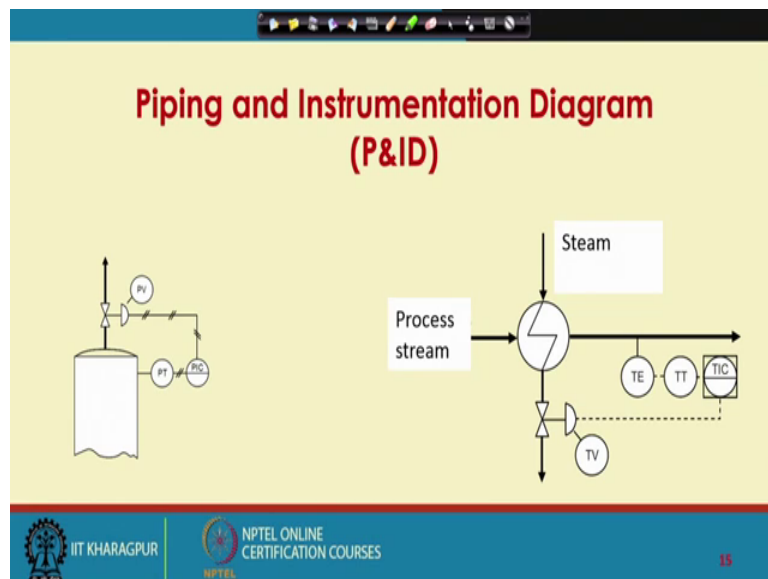 Piping and Instrumentation Diagram
(P&ID)
Steam
PV
Process
stream
PT
PIC
TE
TT
TIC
TV
IIT KHARAGPUR
NPTEL
NPTEL ONLINE
CERTIFICATION COURSES
15